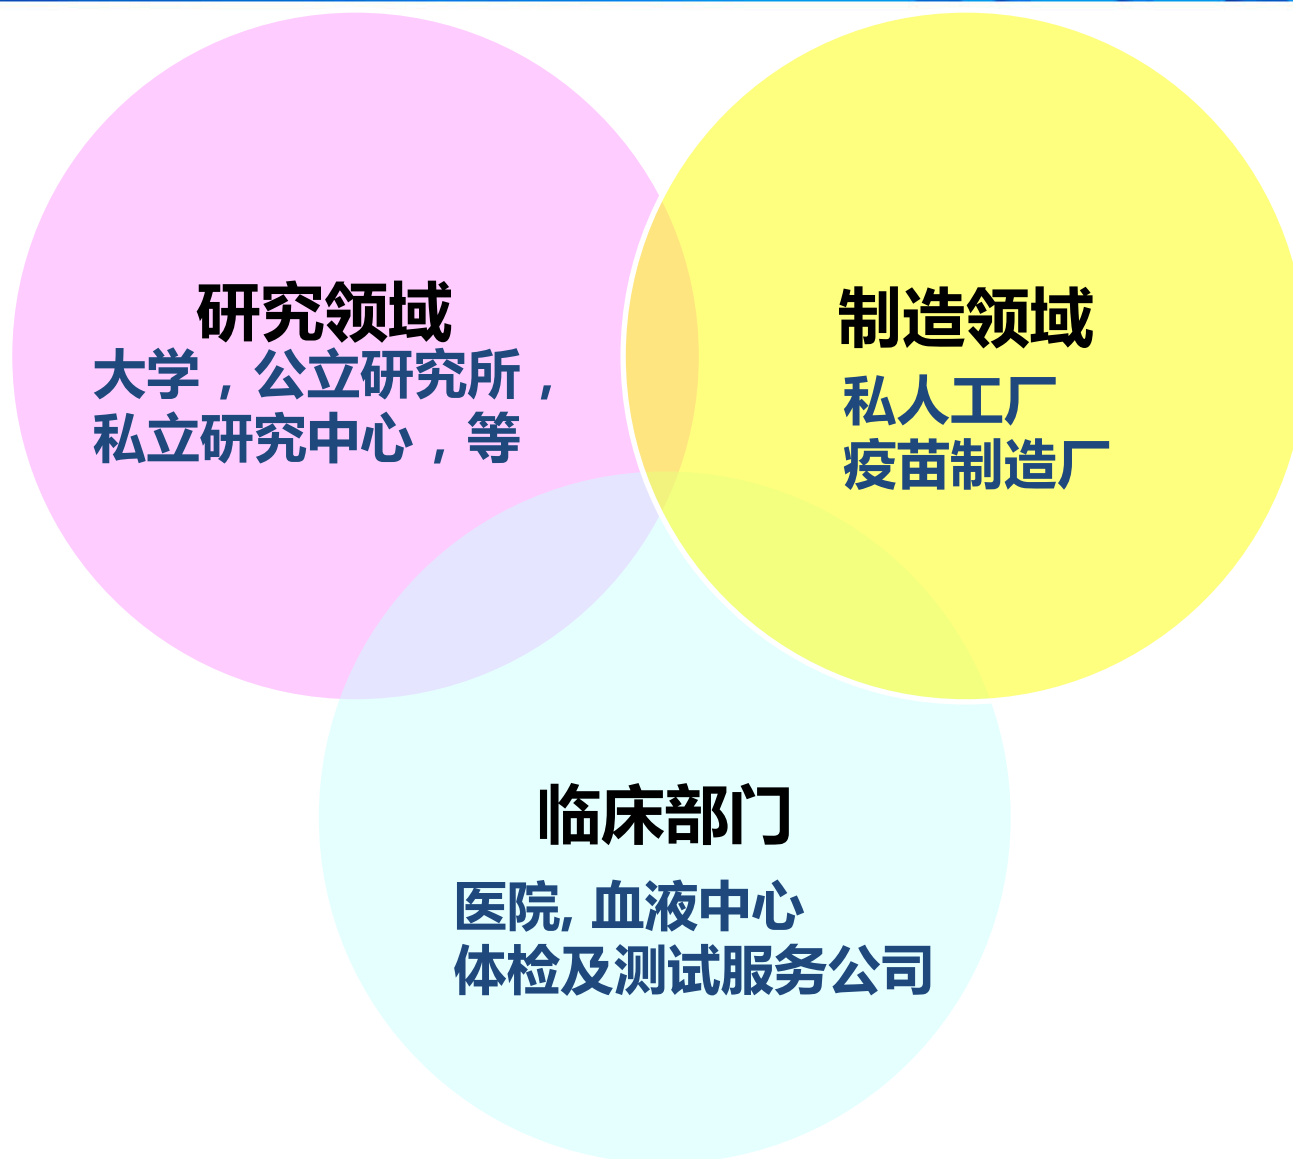 研究领域
大学，公立研究所，
私立研究中心，等
制造领域
私人工厂
疫苗制造厂
临床部门
医院, 血液中心
体检及测试服务公司